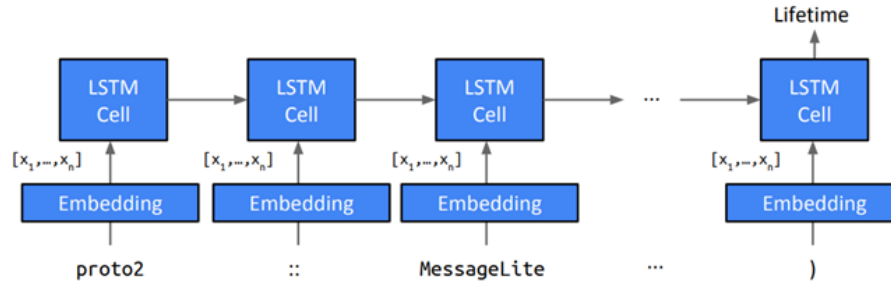 Lifetime
LSTM LSTM LSTM LSTM
Cell Cell Cell ... Cell
[x₁,…,xₙ] [x₁,…,xₙ] [x₁,…,xₙ] [x₁,…,xₙ]
Embedding Embedding Embedding Embedding
proto2 :: MessageLite ... )